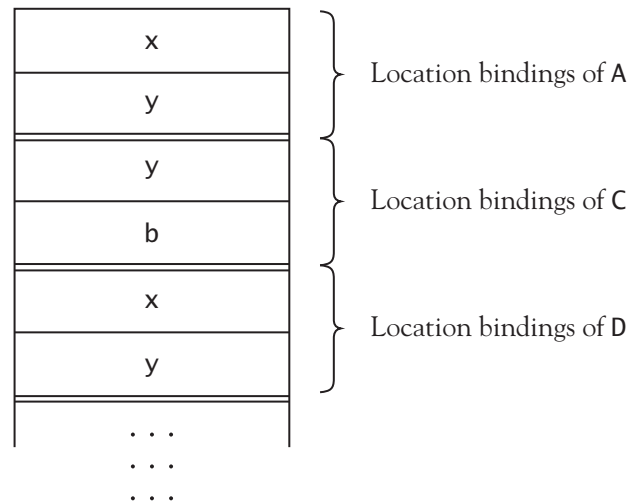 x
Location bindings of A
y
y
Location bindings of C
b
x
Location bindings of D
y
. . .
. . .
. . .